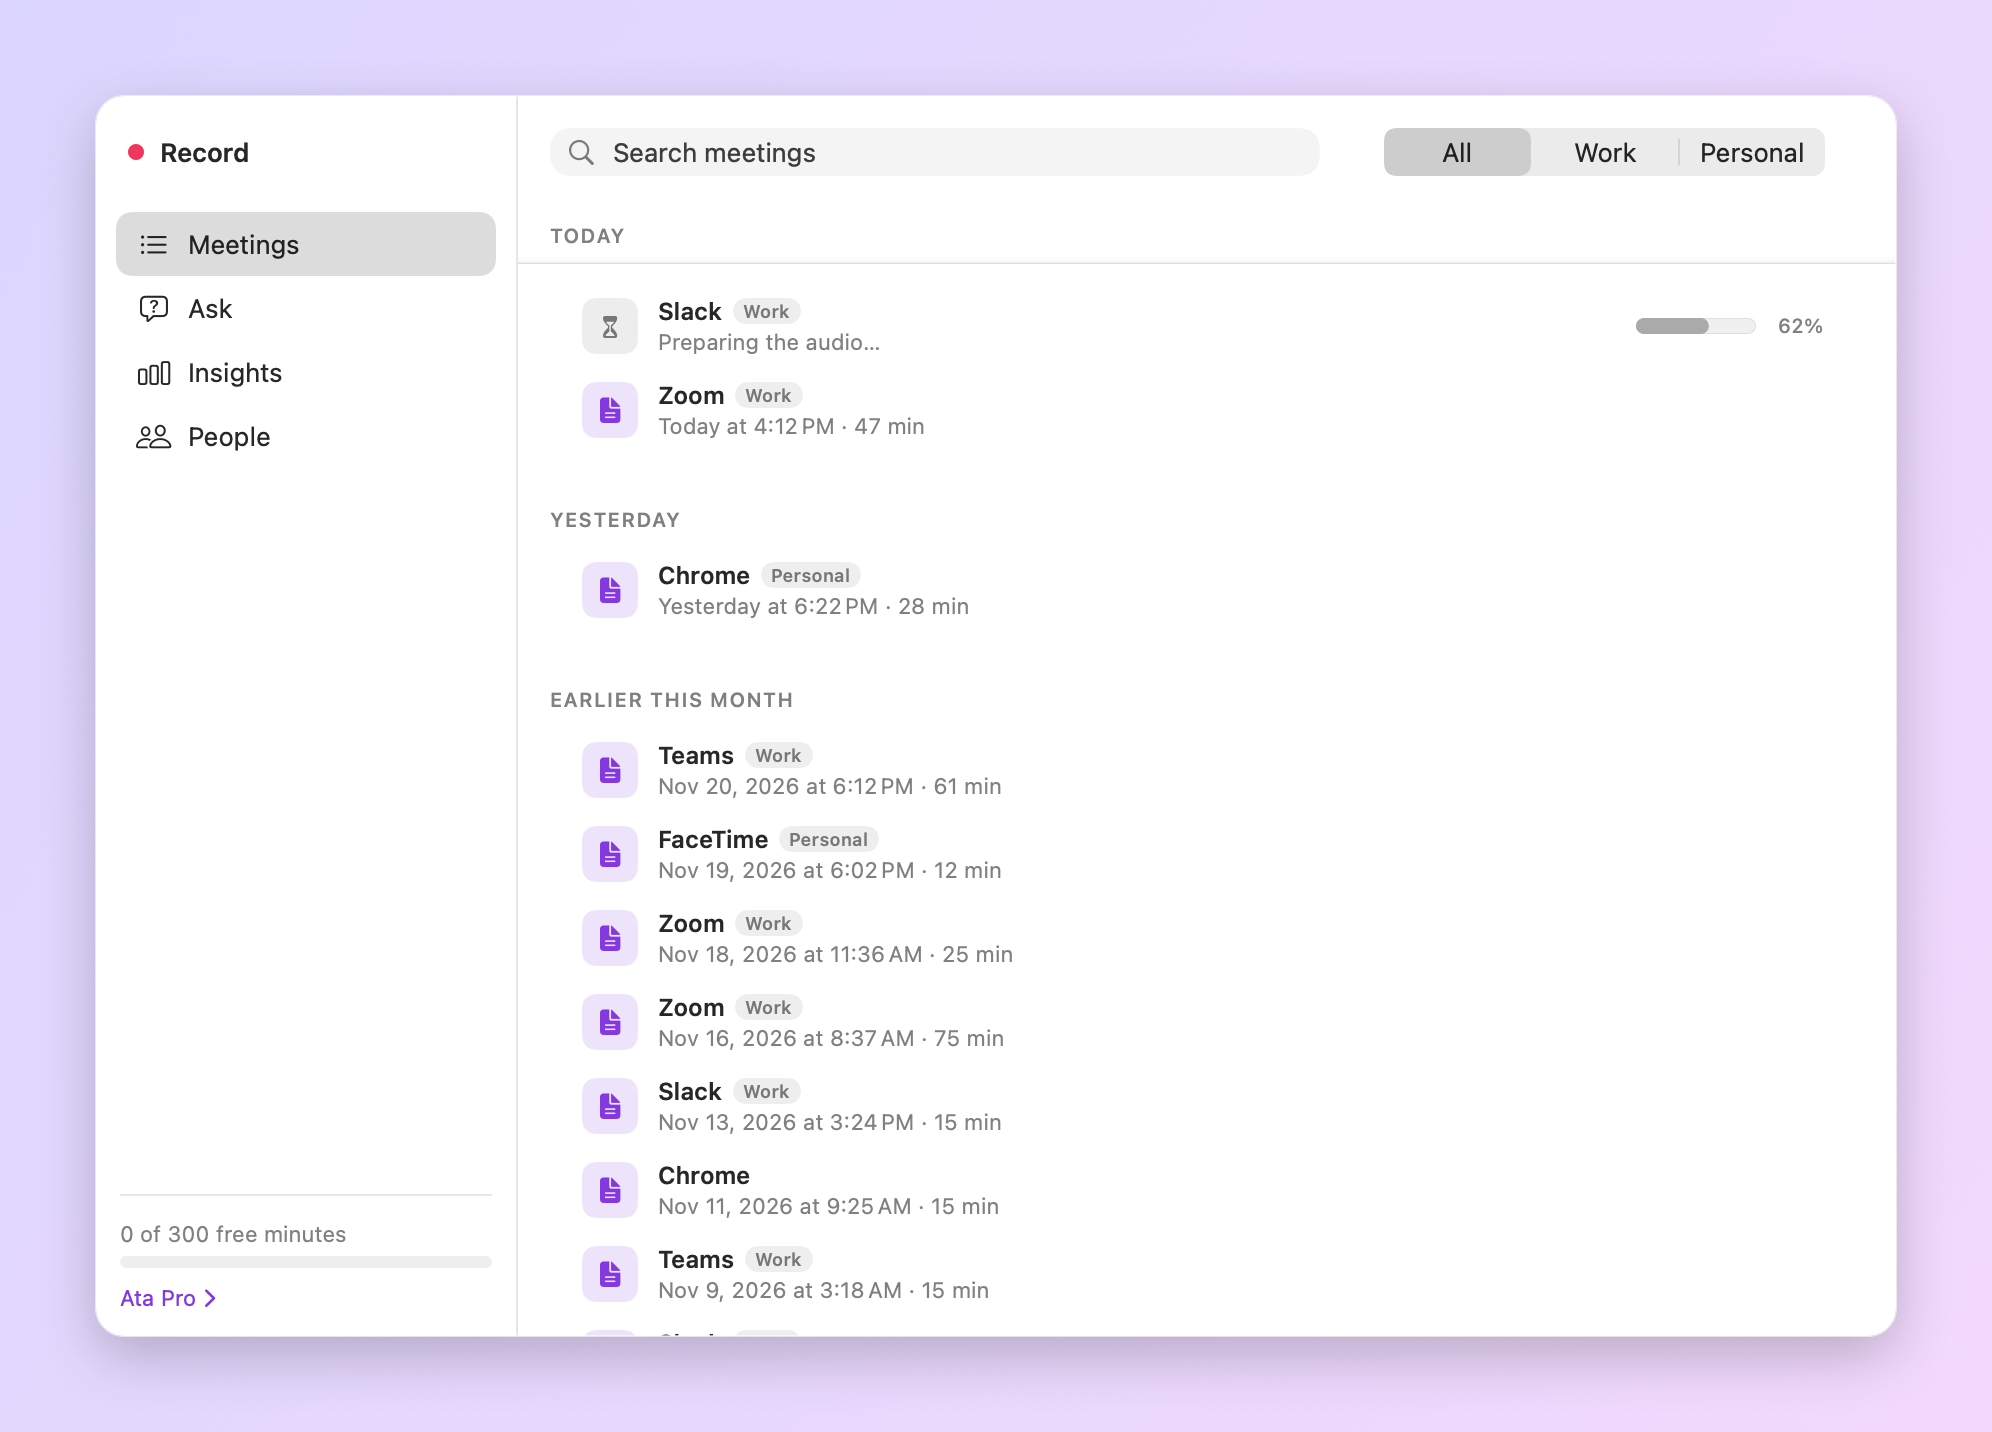 Record
Meetings
Ask
Insights
People
0 of 300 free minutes
Ata Pro
Search meetings
All
Work
Personal
TODAY
Slack Work
Preparing the audio...
62%
Zoom Work
Today at 4:12 PM · 47 min
YESTERDAY
Chrome Personal
Yesterday at 6:22 PM · 28 min
EARLIER THIS MONTH
Teams Work
Nov 20, 2026 at 6:12 PM · 61 min
FaceTime Personal
Nov 19, 2026 at 6:02 PM · 12 min
Zoom Work
Nov 18, 2026 at 11:36 AM · 25 min
Zoom Work
Nov 16, 2026 at 8:37 AM · 75 min
Slack Work
Nov 13, 2026 at 3:24 PM · 15 min
Chrome
Nov 11, 2026 at 9:25 AM · 15 min
Teams Work
Nov 9, 2026 at 3:18 AM · 15 min